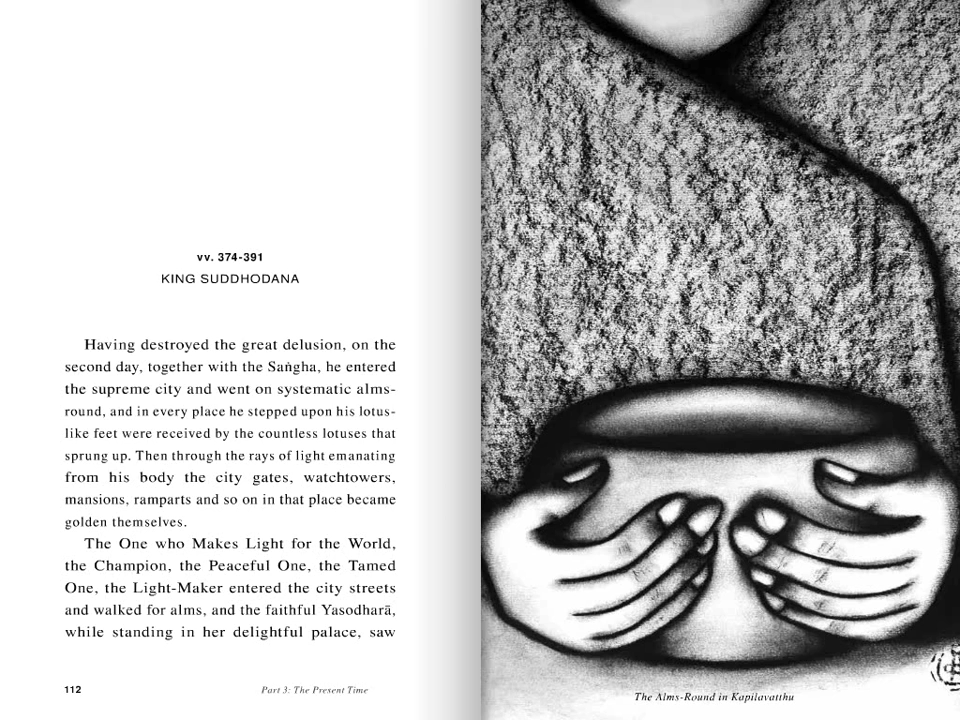 vv. 374-391
KING SUDDHODANA
Having destroyed the great delusion, on the
second day, together with the Saṅgha, he entered
the supreme city and went on systematic alms-
round, and in every place he stepped upon his lotus-
like feet were received by the countless lotuses that
sprung up. Then through the rays of light emanating
from his body the city gates, watchtowers,
mansions, ramparts and so on in that place became
golden themselves.
The One who Makes Light for the World,
the Champion, the Peaceful One, the Tamed
One, the Light-Maker entered the city streets
and walked for alms, and the faithful Yasodharā,
while standing in her delightful palace, saw
112
Part 3: The Present Time
The Alms-Round in Kapilavatthu